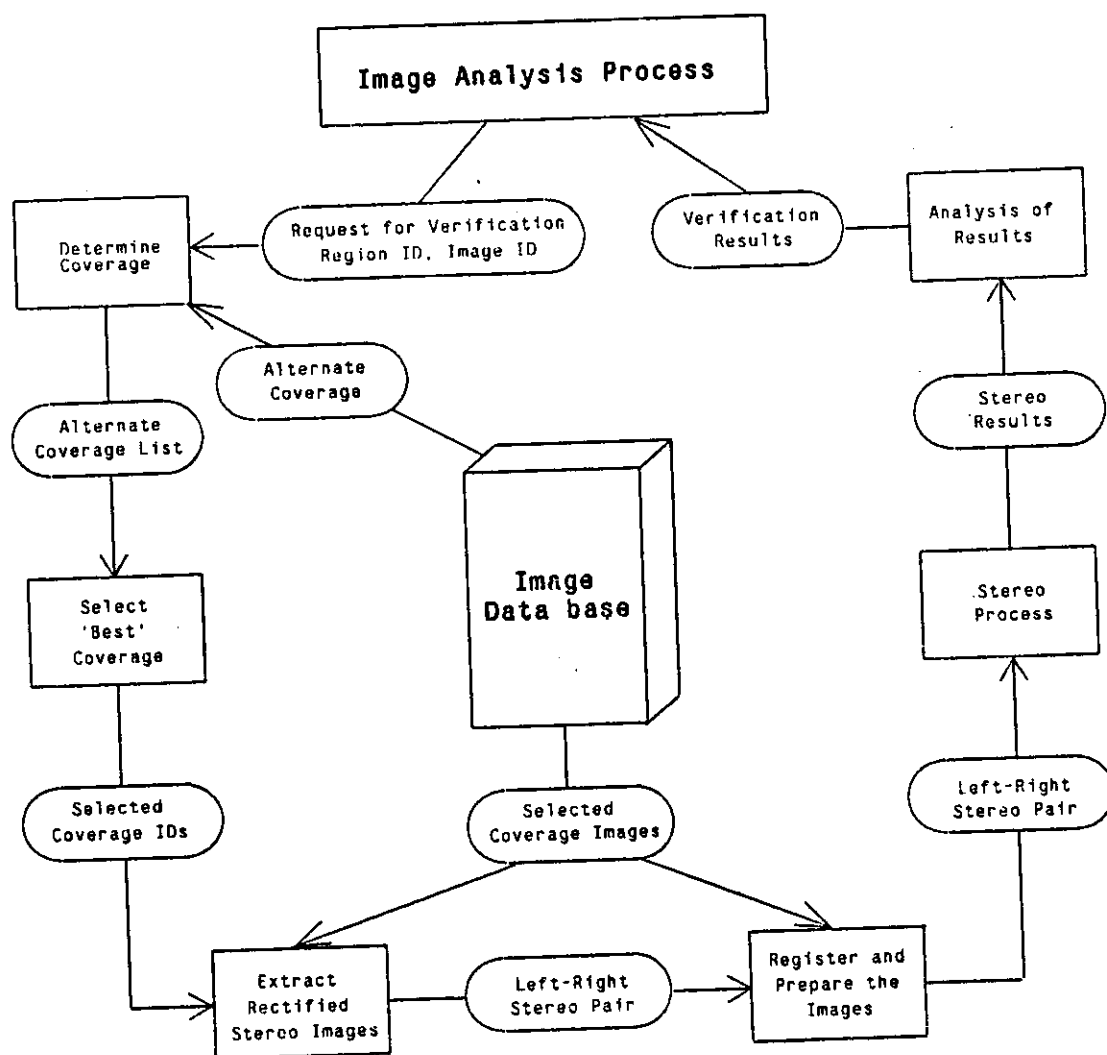 Image Analysis Process
Request for Verification
Region ID, Image ID
Verification
Results
Analysis of
Results
Determine
Coverage
Alternate
Coverage
Stereo
Results
Alternate
Coverage List
Image
Data base
Stereo
Process
Select
'Best'
Coverage
Left-Right
Stereo Pair
Selected
Coverage IDs
Selected
Coverage Images
Extract
Rectified
Stereo Images
Left-Right
Stereo Pair
Register and
Prepare the
Images